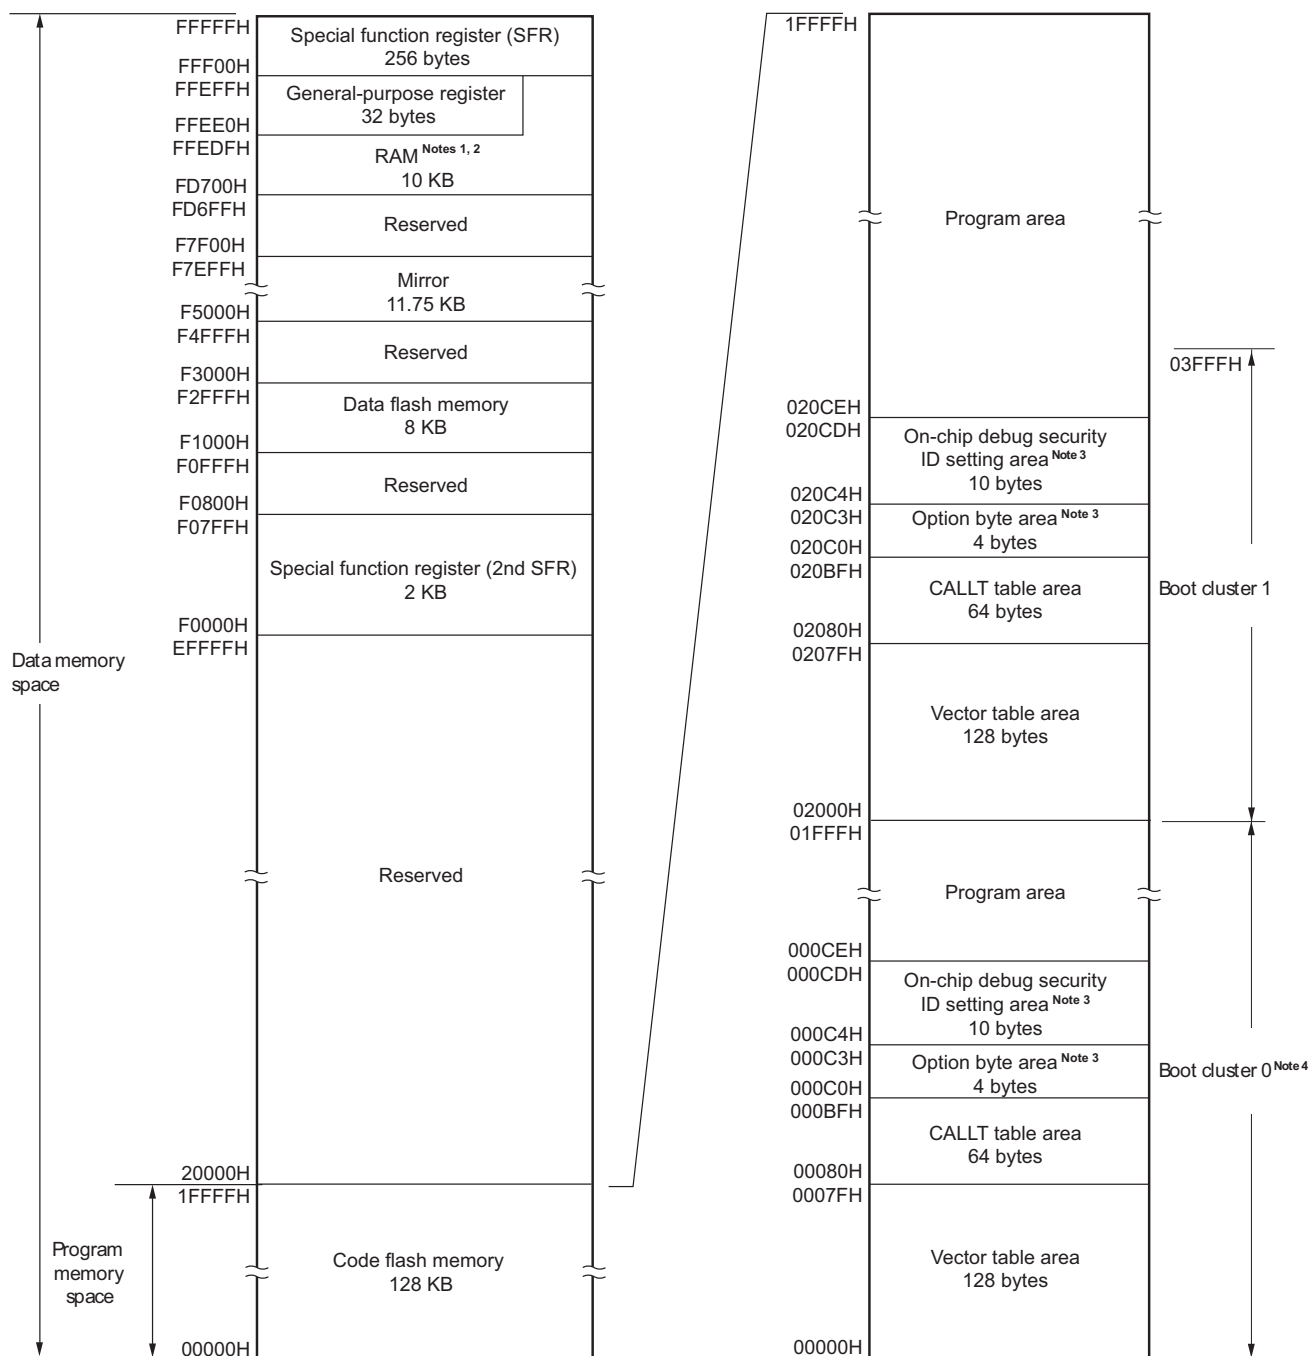 FFFFFH
Special function register (SFR)
256 bytes
FFF00H
FFEFFH
General-purpose register
32 bytes
FFEE0H
FFEDFH
RAM Notes 1, 2
10 KB
FD700H
FD6FFH
Reserved
F7F00H
F7EFFH
Mirror
11.75 KB
F5000H
F4FFFH
Reserved
F3000H
F2FFFH
Data flash memory
8 KB
F1000H
F0FFFH
Reserved
F0800H
F07FFH
Special function register (2nd SFR)
2 KB
F0000H
EFFFFH
Data memory
space
Reserved
20000H
1FFFFH
Program
memory
space
Code flash memory
128 KB
00000H
1FFFFH
Program area
03FFFH
020CEH
020CDH
On-chip debug security
ID setting area Note 3
10 bytes
020C4H
020C3H
Option byte area Note 3
4 bytes
020C0H
020BFH
CALLT table area
64 bytes
Boot cluster 1
02080H
0207FH
Vector table area
128 bytes
02000H
01FFFH
Program area
000CEH
000CDH
On-chip debug security
ID setting area Note 3
10 bytes
000C4H
000C3H
Option byte area Note 3
4 bytes
Boot cluster 0 Note 4
000C0H
000BFH
CALLT table area
64 bytes
00080H
0007FH
Vector table area
128 bytes
00000H